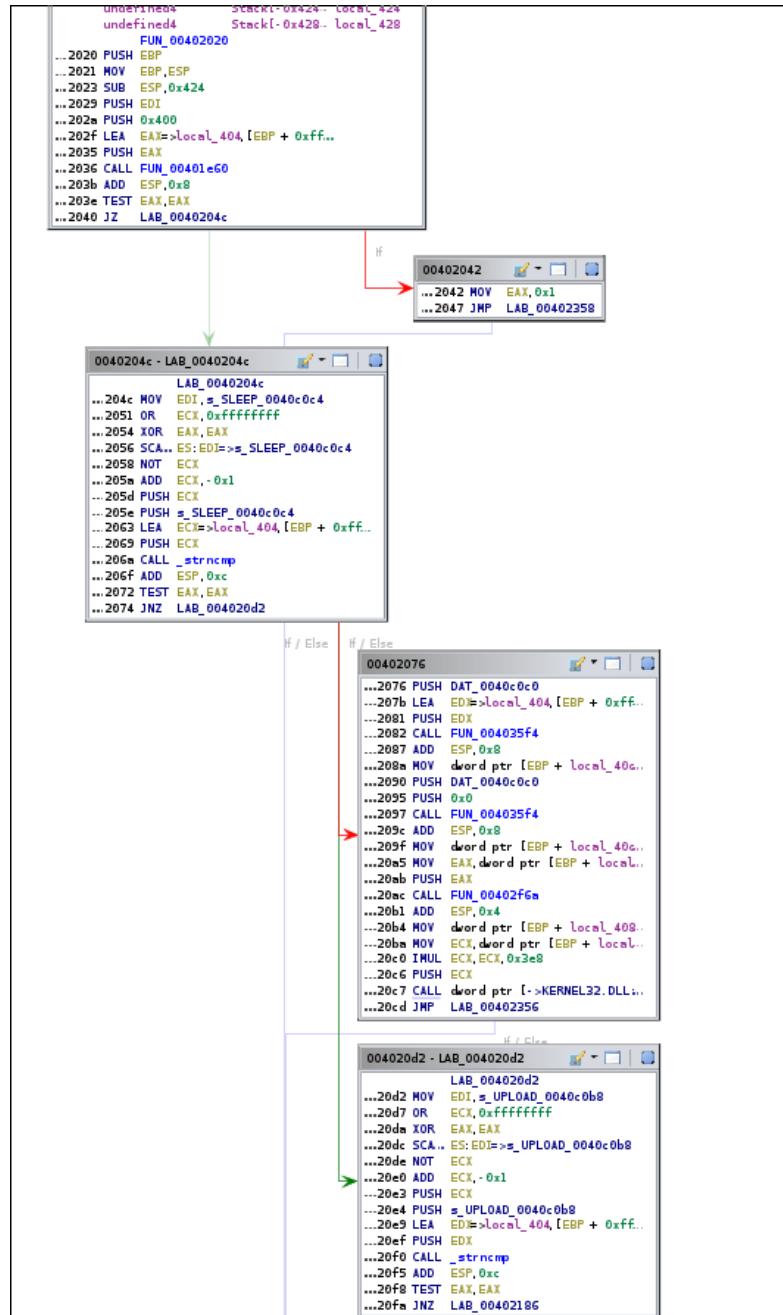 undefined4 Stack[-0x424... local_424
undefined4 Stack[-0x428... local_428
FUN_00402020
...2020 PUSH EBP
...2021 MOV EBP,ESP
...2023 SUB ESP,0x424
...2029 PUSH EDI
...202a PUSH 0x400
...202f LEA EAX=>local_404,[EBP + 0xff...
...2035 PUSH EAX
...2036 CALL FUN_00401e60
...203b ADD ESP,0x8
...203e TEST EAX,EAX
...2040 JZ LAB_0040204c
If
00402042
...2042 MOV EAX,0x1
...2047 JMP LAB_00402358
0040204c - LAB_0040204c
LAB_0040204c
...204c MOV EDI,s_SLEEP_0040c0c4
...2051 OR ECX,0xffffffff
...2054 XOR EAX,EAX
...2056 SCA... ES:EDI=>s_SLEEP_0040c0c4
...2058 NOT ECX
...205a ADD ECX,-0x1
...205d PUSH ECX
...205e PUSH s_SLEEP_0040c0c4
...2063 LEA ECX=>local_404,[EBP + 0xff...
...2069 PUSH ECX
...206a CALL _strncmp
...206f ADD ESP,0xc
...2072 TEST EAX,EAX
...2074 JNZ LAB_004020d2
If / Else If / Else
00402076
...2076 PUSH DAT_0040c0c0
...207b LEA EDX=>local_404,[EBP + 0xff...
...2081 PUSH EDX
...2082 CALL FUN_004035f4
...2087 ADD ESP,0x8
...208a MOV dword ptr [EBP + local_40c...
...2090 PUSH DAT_0040c0c0
...2095 PUSH 0x0
...2097 CALL FUN_004035f4
...209c ADD ESP,0x8
...209f MOV dword ptr [EBP + local_40c...
...20a5 MOV EAX,dword ptr [EBP + local...
...20ab PUSH EAX
...20ac CALL FUN_00402f6a
...20b1 ADD ESP,0x4
...20b4 MOV dword ptr [EBP + local_408...
...20ba MOV ECX,dword ptr [EBP + local...
...20c0 IMUL ECX,ECX,0x3e8
...20c6 PUSH ECX
...20c7 CALL dword ptr [->KERNEL32.DLL:...
...20cd JMP LAB_00402356
If / Else
004020d2 - LAB_004020d2
LAB_004020d2
...20d2 MOV EDI,s_UPLOAD_0040c0b8
...20d7 OR ECX,0xffffffff
...20da XOR EAX,EAX
...20dc SCA... ES:EDI=>s_UPLOAD_0040c0b8
...20de NOT ECX
...20e0 ADD ECX,-0x1
...20e3 PUSH ECX
...20e4 PUSH s_UPLOAD_0040c0b8
...20e9 LEA EDX=>local_404,[EBP + 0xff...
...20ef PUSH EDX
...20f0 CALL _strncmp
...20f5 ADD ESP,0xc
...20f8 TEST EAX,EAX
...20fa JNZ LAB_00402186